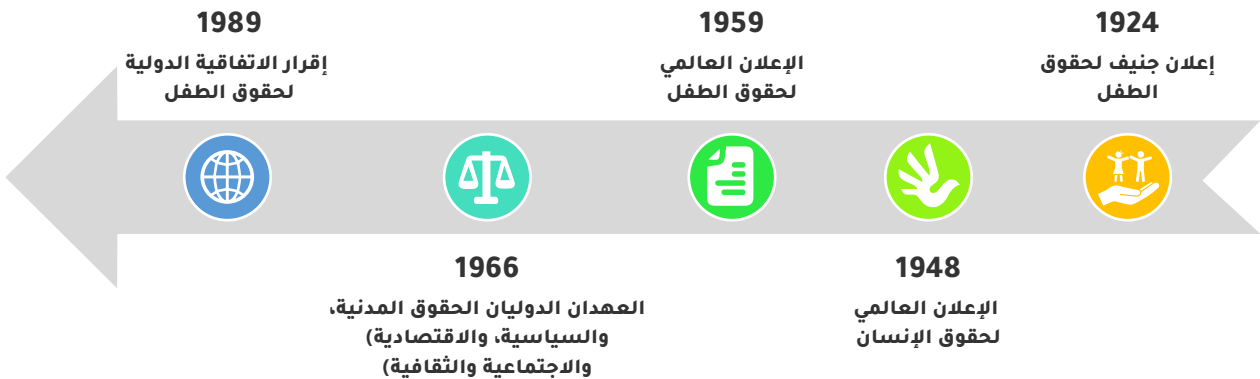 1924
إعلان جنيف لحقوق
الطفل
1948
الإعلان العالمي
لحقوق الإنسان
1959
الإعلان العالمي
لحقوق الطفل
1966
العهدان الدوليان الحقوق المدنية،
والسياسية، والاقتصادية)
والاجتماعية والثقافية)
1989
إقرار الاتفاقية الدولية
لحقوق الطفل